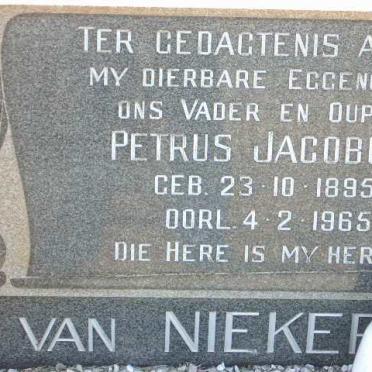 TER GEDAGTENIS A
MY DIERBARE EGGEN
ONS VADER EN OUP
PETRUS JACOB
GEB. 23·10·1895
OORL. 4·2·1965
DIE HERE IS MY HER
VAN NIEKER